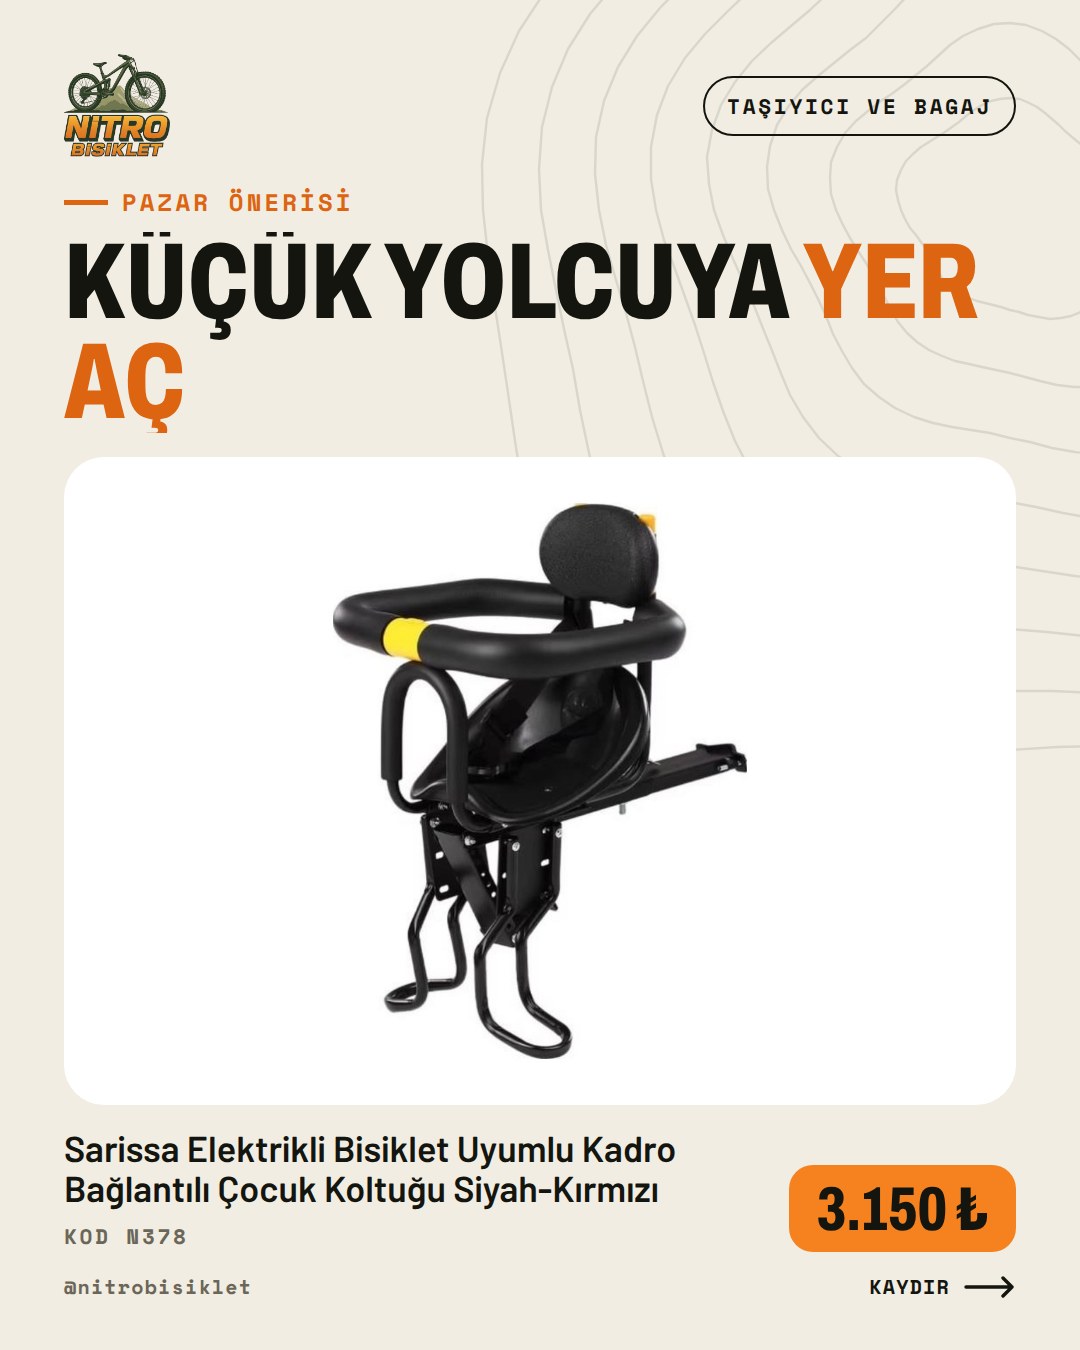 NiTRO
BISIKLET
TAŞIYICI VE BAGAJ
PAZAR ÖNERİSİ
KÜÇÜK YOLCUYA YER
AÇ
Sarissa Elektrikli Bisiklet Uyumlu Kadro
Bağlantılı Çocuk Koltuğu Siyah-Kırmızı
KOD N378
3.150 ₺
@nitrobisiklet
KAYDIR